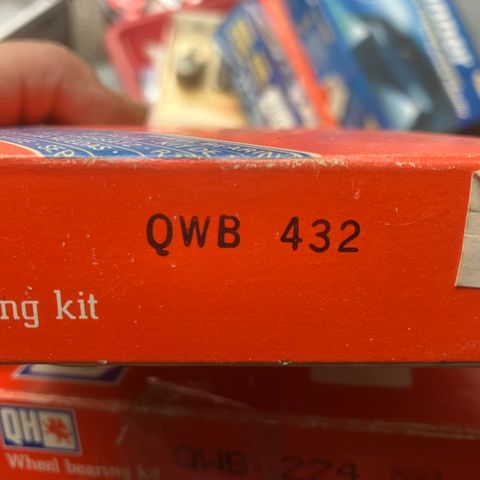 QWB 432
ng kit
QH
Wheel bearing kit
QWB 224